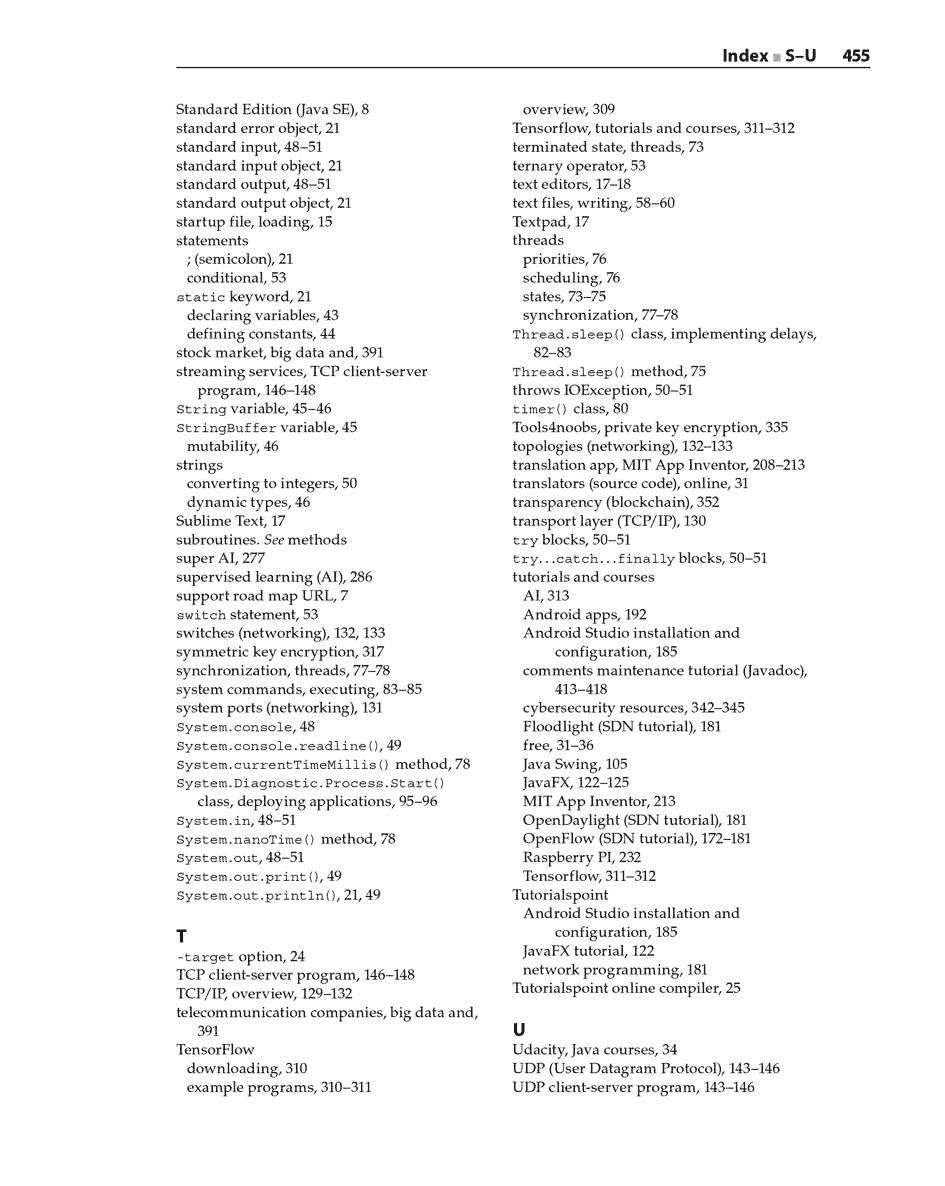 Index ■ S–U 455
Standard Edition (Java SE), 8
standard error object, 21
standard input, 48–51
standard input object, 21
standard output, 48–51
standard output object, 21
startup file, loading, 15
statements
; (semicolon), 21
conditional, 53
static keyword, 21
declaring variables, 43
defining constants, 44
stock market, big data and, 391
streaming services, TCP client-server
program, 146–148
String variable, 45–46
StringBuffer variable, 45
mutability, 46
strings
converting to integers, 50
dynamic types, 46
Sublime Text, 17
subroutines. See methods
super AI, 277
supervised learning (AI), 286
support road map URL, 7
switch statement, 53
switches (networking), 132, 133
symmetric key encryption, 317
synchronization, threads, 77–78
system commands, executing, 83–85
system ports (networking), 131
System.console, 48
System.console.readline(), 49
System.currentTimeMillis() method, 78
System.Diagnostic.Process.Start()
class, deploying applications, 95–96
System.in, 48–51
System.nanoTime() method, 78
System.out, 48–51
System.out.print(), 49
System.out.println(), 21, 49
T
-target option, 24
TCP client-server program, 146–148
TCP/IP, overview, 129–132
telecommunication companies, big data and,
391
TensorFlow
downloading, 310
example programs, 310–311
overview, 309
Tensorflow, tutorials and courses, 311–312
terminated state, threads, 73
ternary operator, 53
text editors, 17–18
text files, writing, 58–60
Textpad, 17
threads
priorities, 76
scheduling, 76
states, 73–75
synchronization, 77–78
Thread.sleep() class, implementing delays,
82–83
Thread.sleep() method, 75
throws IOException, 50–51
timer() class, 80
Tools4noobs, private key encryption, 335
topologies (networking), 132–133
translation app, MIT App Inventor, 208–213
translators (source code), online, 31
transparency (blockchain), 352
transport layer (TCP/IP), 130
try blocks, 50–51
try...catch...finally blocks, 50–51
tutorials and courses
AI, 313
Android apps, 192
Android Studio installation and
configuration, 185
comments maintenance tutorial (Javadoc),
413–418
cybersecurity resources, 342–345
Floodlight (SDN tutorial), 181
free, 31–36
Java Swing, 105
JavaFX, 122–125
MIT App Inventor, 213
OpenDaylight (SDN tutorial), 181
OpenFlow (SDN tutorial), 172–181
Raspberry PI, 232
Tensorflow, 311–312
Tutorialspoint
Android Studio installation and
configuration, 185
JavaFX tutorial, 122
network programming, 181
Tutorialspoint online compiler, 25
U
Udacity, Java courses, 34
UDP (User Datagram Protocol), 143–146
UDP client-server program, 143–146